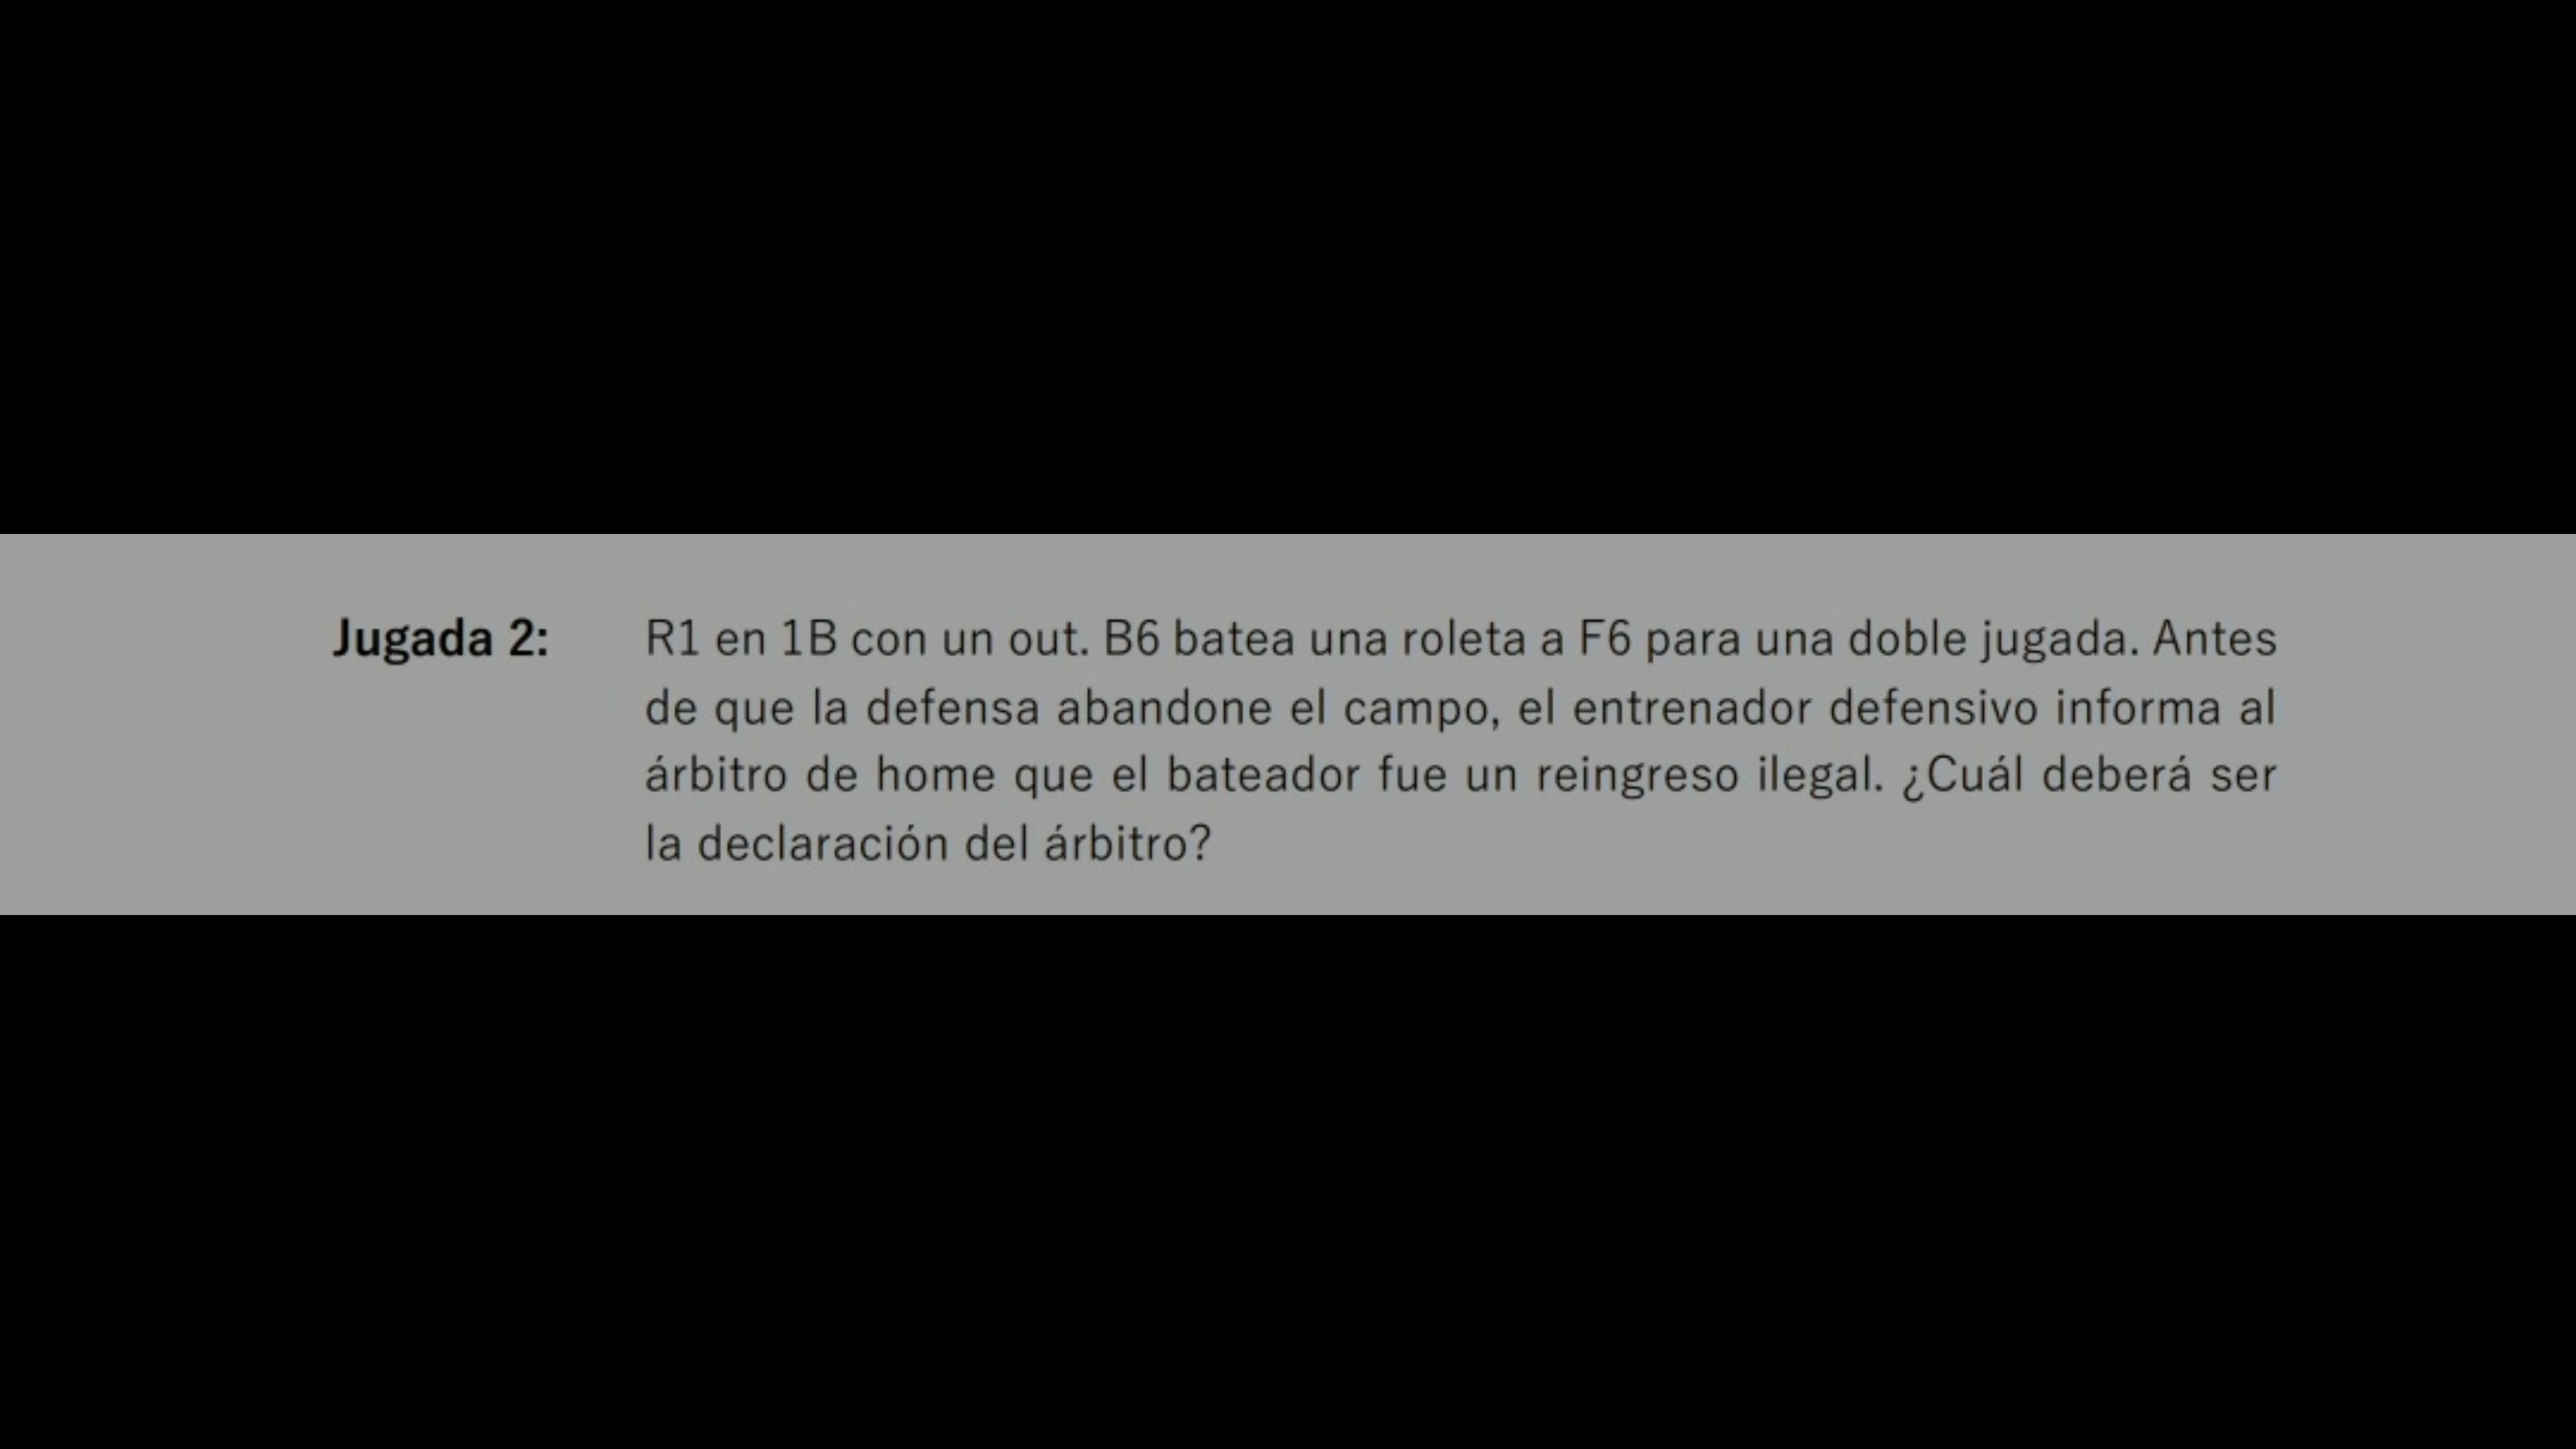 Jugada 2: R1 en 1B con un out. B6 batea una roleta a F6 para una doble jugada. Antes
de que la defensa abandone el campo, el entrenador defensivo informa al
árbitro de home que el bateador fue un reingreso ilegal. ¿Cuál deberá ser
la declaración del árbitro?